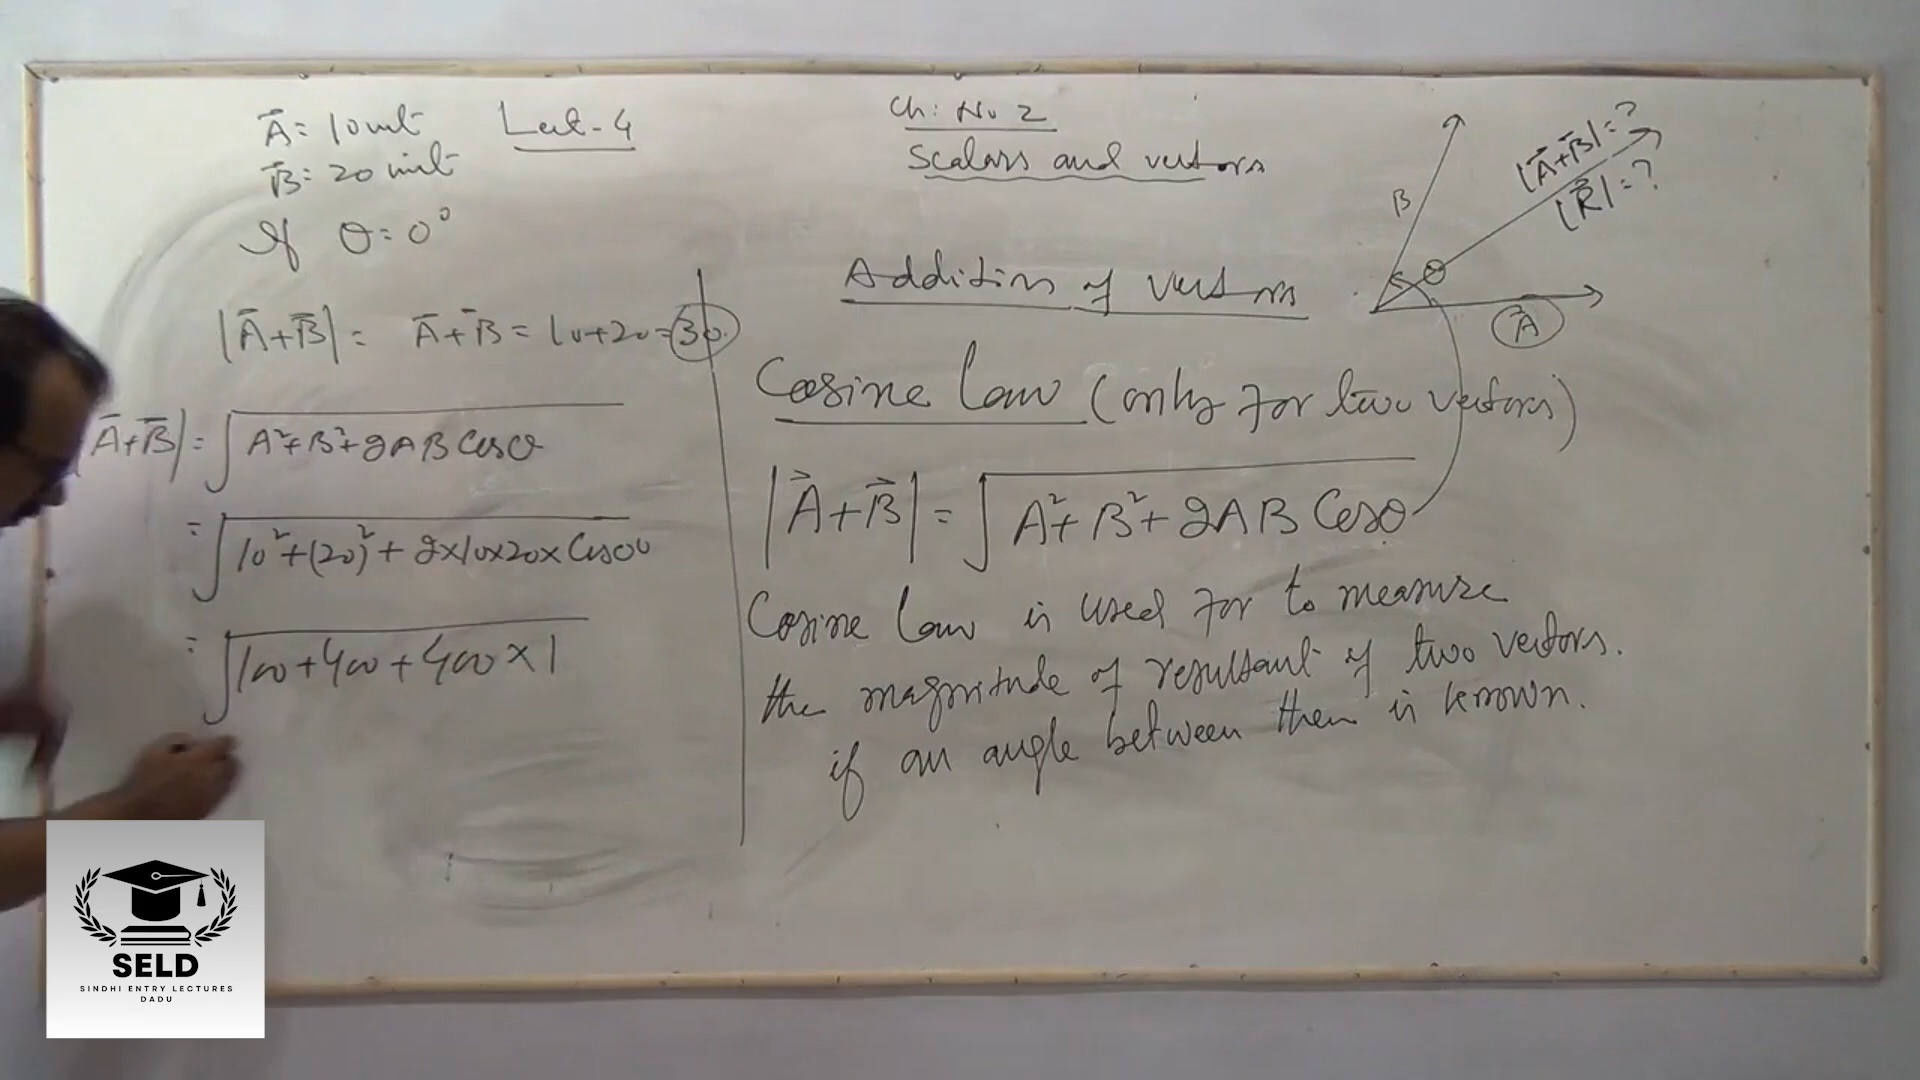 A⃗ = 10 unit
B⃗ = 20 unit
If θ = 0°
|A⃗+B⃗| = A⃗+B⃗ = 10+20 = 30.
A⃗+B⃗| = √A²+B²+2AB Cosθ
= √10²+(20)²+2×10×20×Cos0°
= √100+400+400×1
Lect-4
Ch: No 2
Scalars and vectors
Addition of vectors
B
θ
A⃗
|A⃗+B⃗| = ?
|R⃗| = ?
Cosine Law (only for two vectors)
|A⃗+B⃗| = √A²+B²+2AB Cosθ
Cosine Law is used for to measure
the magnitude of resultant of two vectors.
if an angle between them is known.
SELD
SINDHI ENTRY LECTURES
DADU